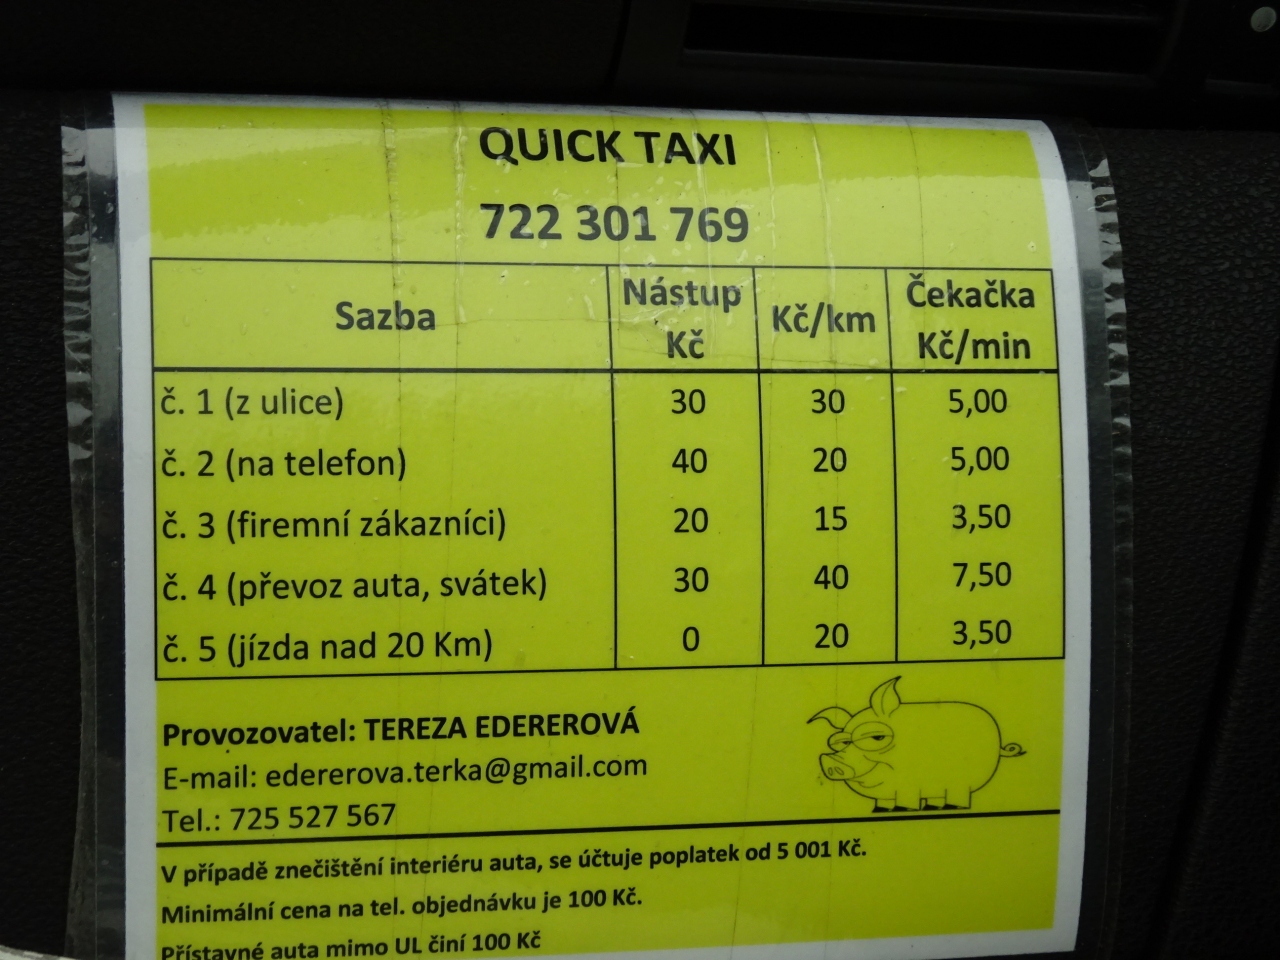 QUICK TAXI
722 301 769
Sazba Nástup Kč Kč/km Čekačka Kč/min
č. 1 (z ulice) 30 30 5,00
č. 2 (na telefon) 40 20 5,00
č. 3 (firemní zákazníci) 20 15 3,50
č. 4 (převoz auta, svátek) 30 40 7,50
č. 5 (jízda nad 20 Km) 0 20 3,50
Provozovatel: TEREZA EDEREROVÁ
E-mail: edererova.terka@gmail.com
Tel.: 725 527 567
V případě znečištění interiéru auta, se účtuje poplatek od 5 001 Kč.
Minimální cena na tel. objednávku je 100 Kč.
Přístavné auta mimo UL činí 100 Kč